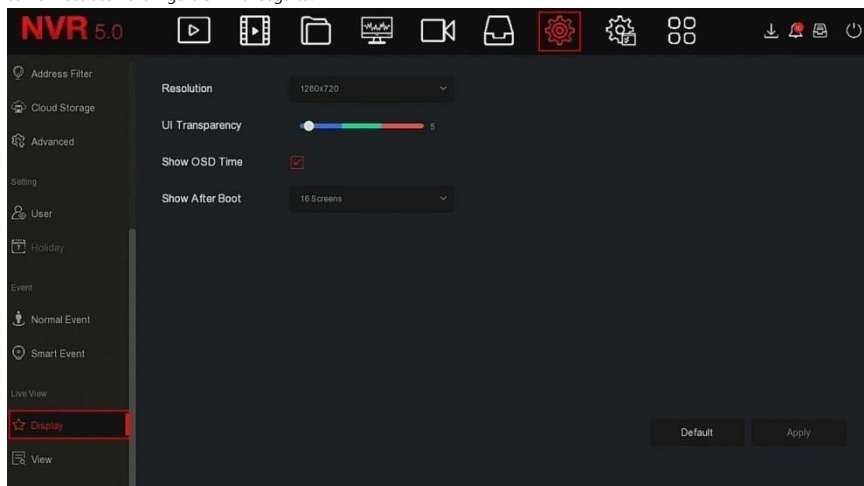 NVR 5.0
Address Filter
Cloud Storage
Advanced
Setting
User
Holiday
Event
Normal Event
Smart Event
Live View
Display
View
Resolution
1280x720
UI Transparency
5
Show OSD Time
Show After Boot
16 Screens
Default
Apply